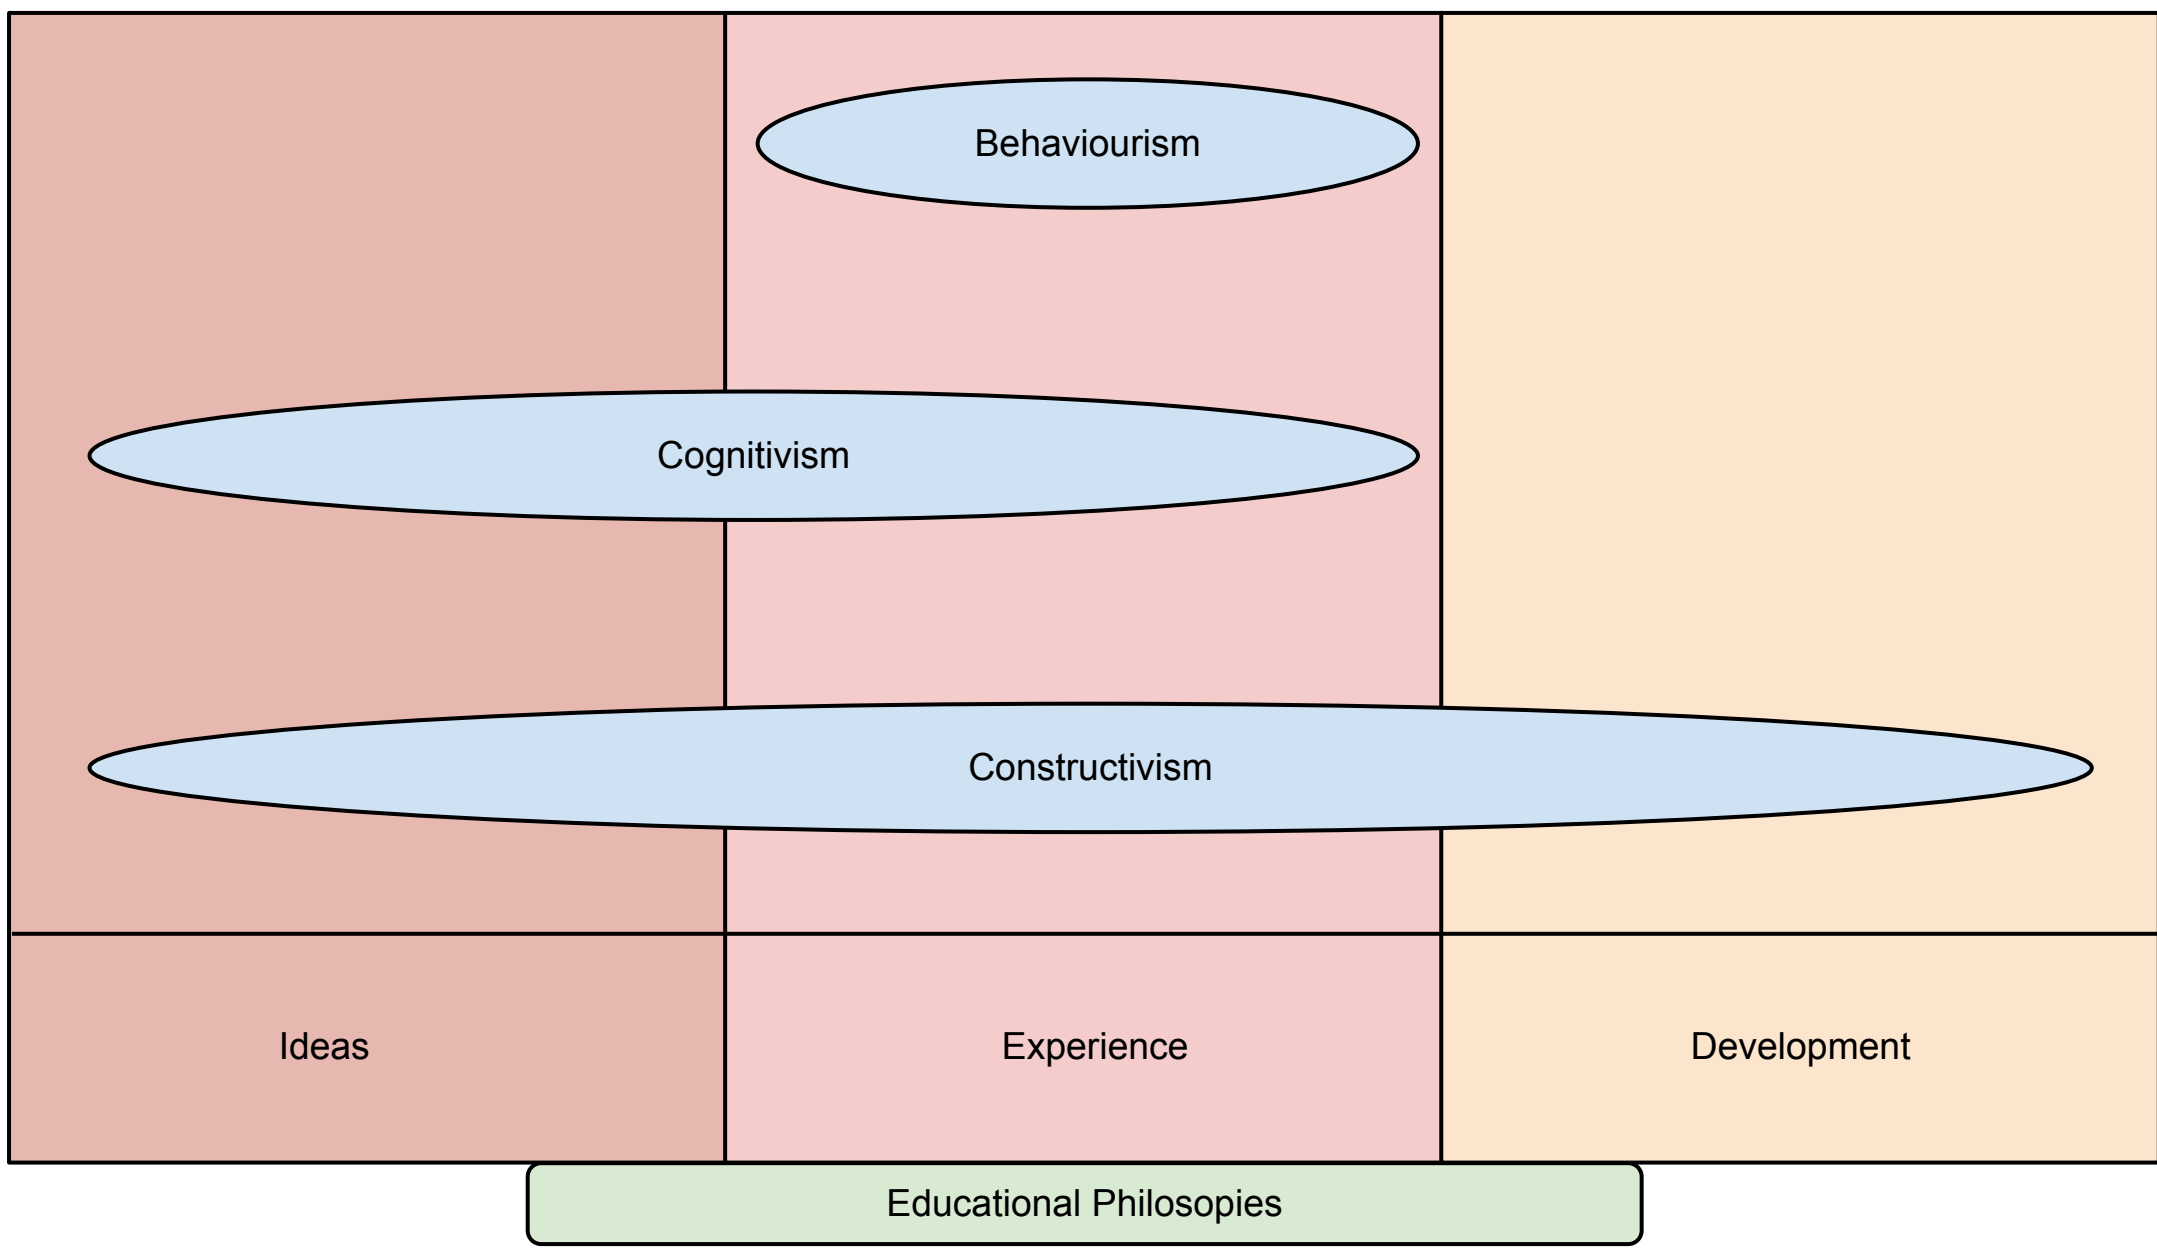 Behaviourism
Cognitivism
Constructivism
Ideas
Experience
Development
Educational Philosopies